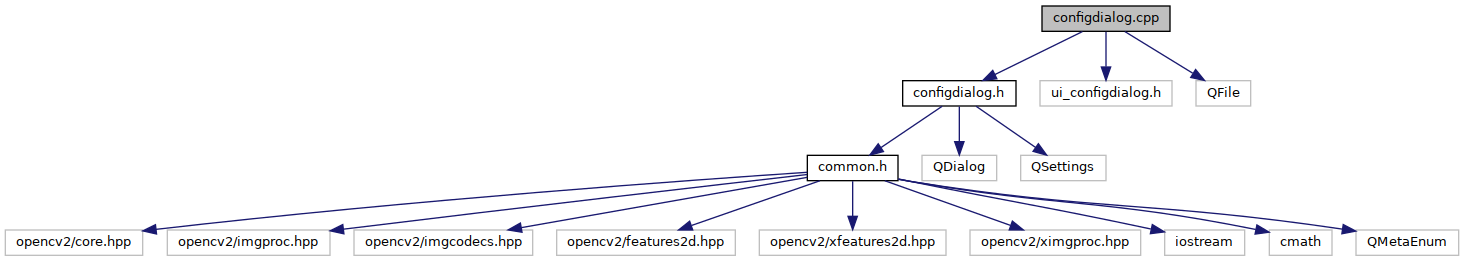 configdialog.cpp
configdialog.h
ui_configdialog.h
QFile
common.h
QDialog
QSettings
opencv2/core.hpp
opencv2/imgproc.hpp
opencv2/imgcodecs.hpp
opencv2/features2d.hpp
opencv2/xfeatures2d.hpp
opencv2/ximgproc.hpp
iostream
cmath
QMetaEnum